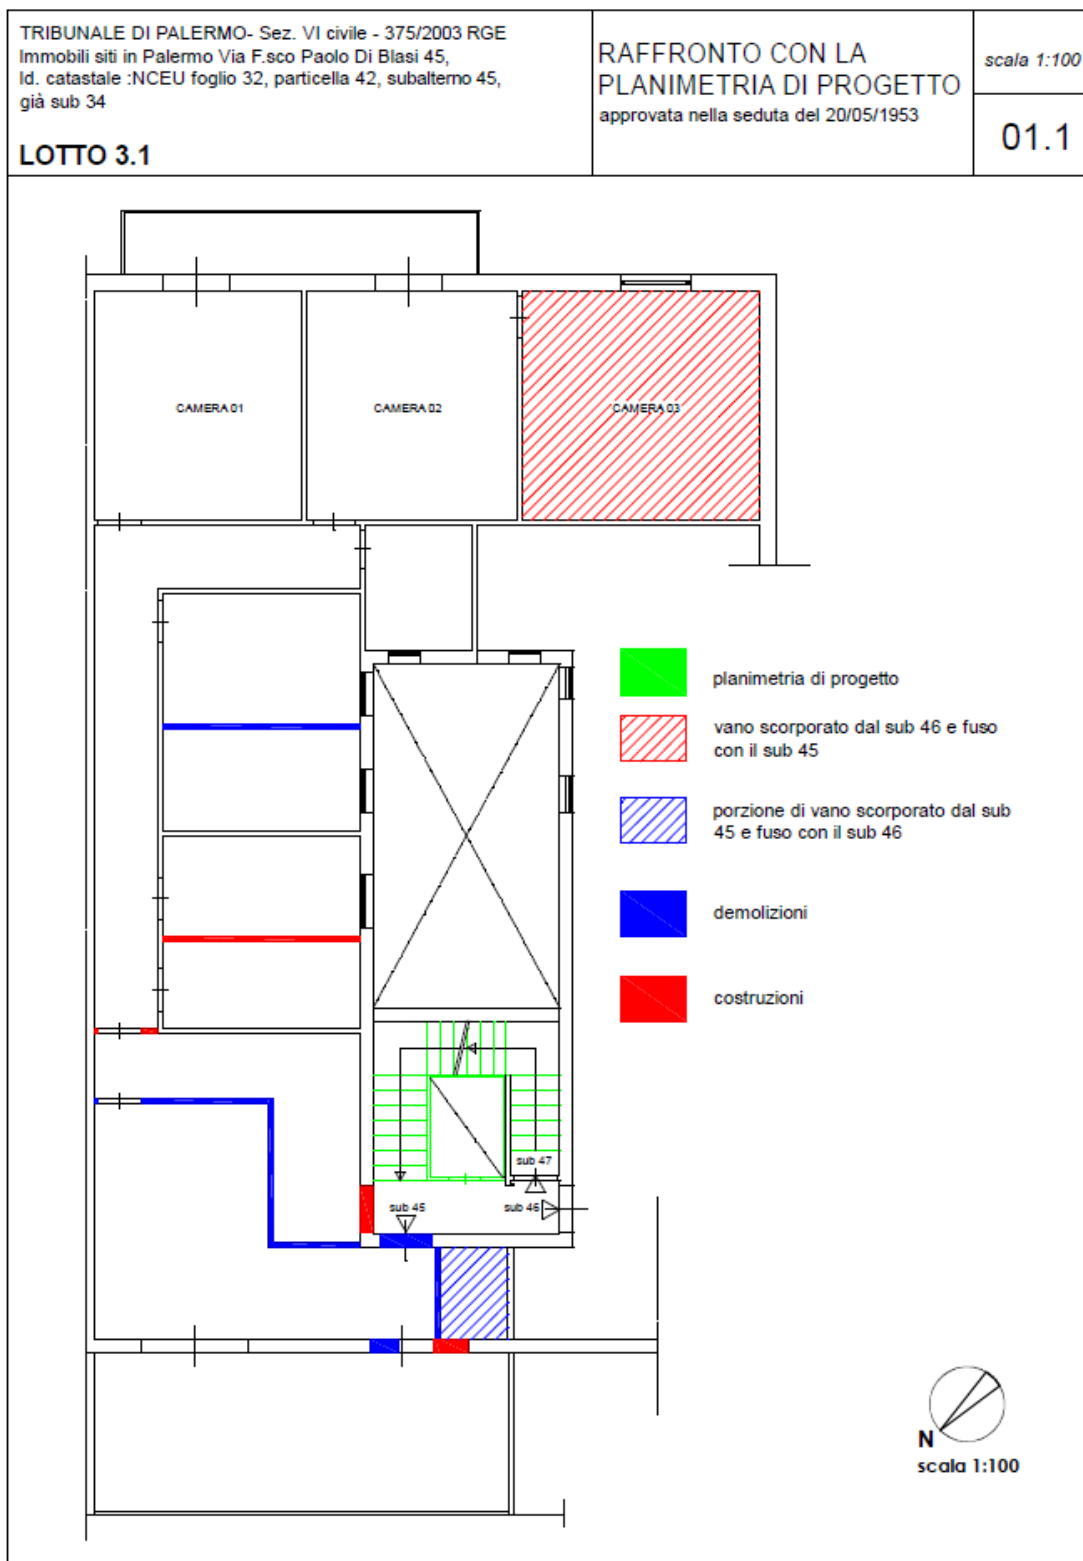 TRIBUNALE DI PALERMO- Sez. VI civile - 375/2003 RGE
Immobili siti in Palermo Via F.sco Paolo Di Blasi 45,
Id. catastale :NCEU foglio 32, particella 42, subalterno 45,
già sub 34
LOTTO 3.1
RAFFRONTO CON LA
PLANIMETRIA DI PROGETTO
approvata nella seduta del 20/05/1953
scala 1:100
01.1
CAMERA 01
CAMERA 02
CAMERA 03
planimetria di progetto
vano scorporato dal sub 46 e fuso
con il sub 45
porzione di vano scorporato dal sub
45 e fuso con il sub 46
demolizioni
costruzioni
sub 47
sub 45
sub 46
N
scala 1:100